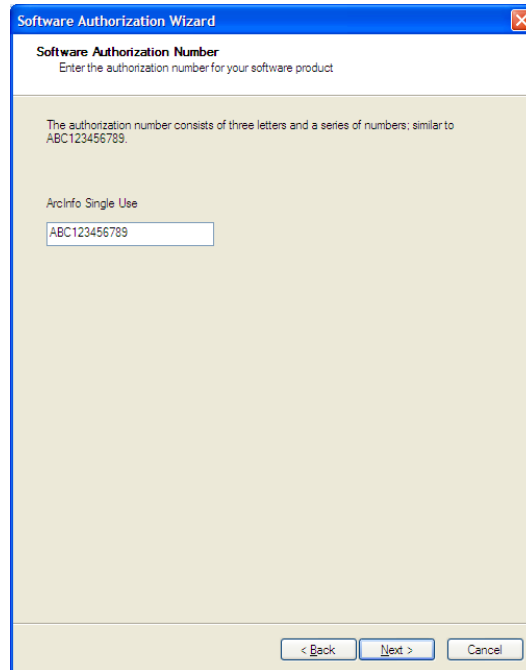 Software Authorization Wizard
Software Authorization Number
Enter the authorization number for your software product
The authorization number consists of three letters and a series of numbers; similar to
ABC123456789.
ArcInfo Single Use
ABC123456789
< Back
Next >
Cancel